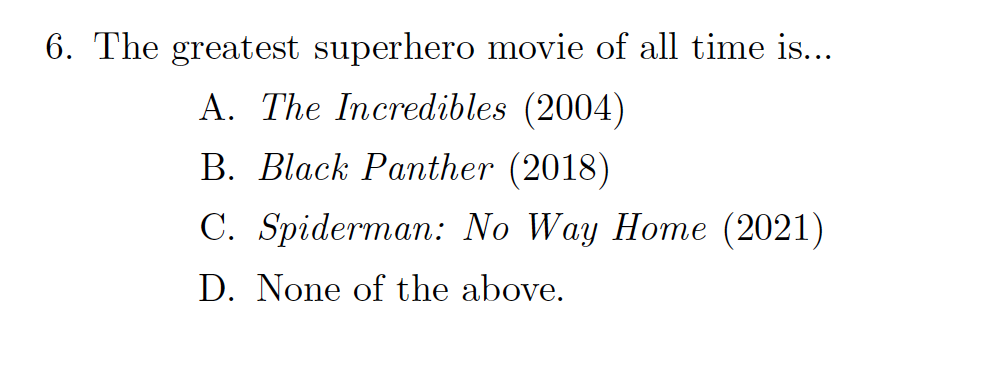 6. The greatest superhero movie of all time is...
A. The Incredibles (2004)
B. Black Panther (2018)
C. Spiderman: No Way Home (2021)
D. None of the above.